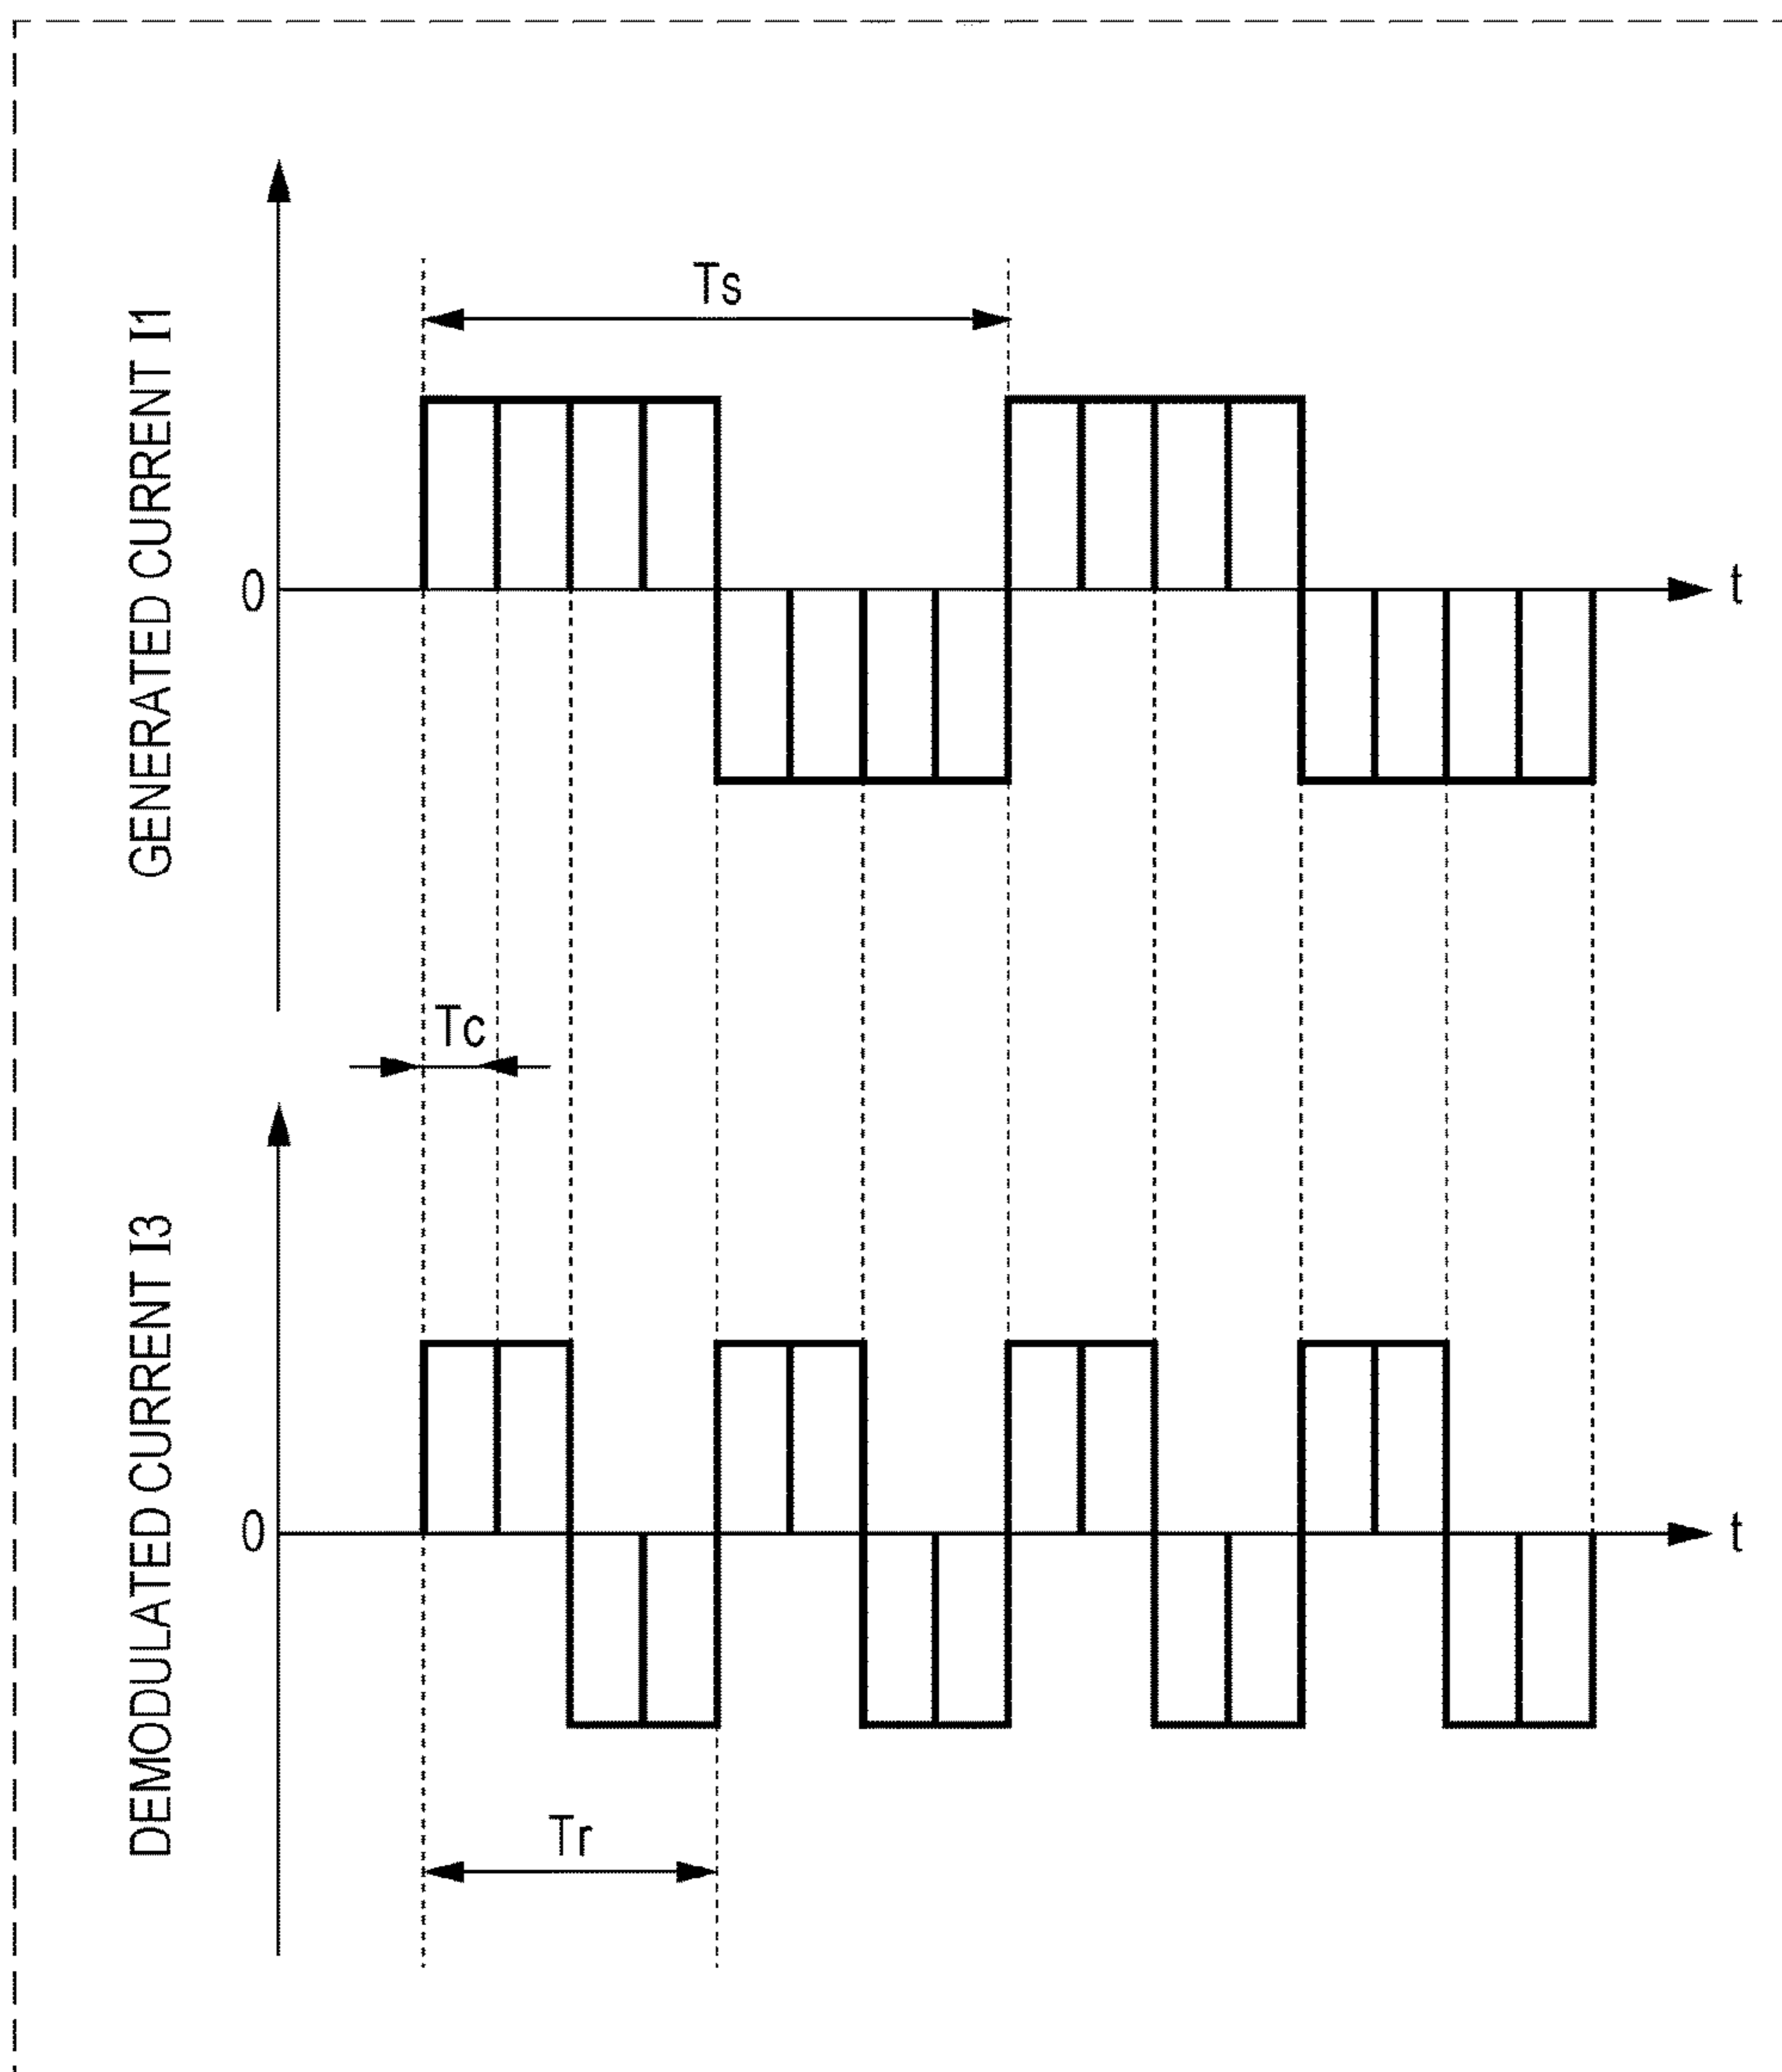 Ts
GENERATED CURRENT I1
0
t
Tc
DEMODULATED CURRENT I3
0
t
Tr